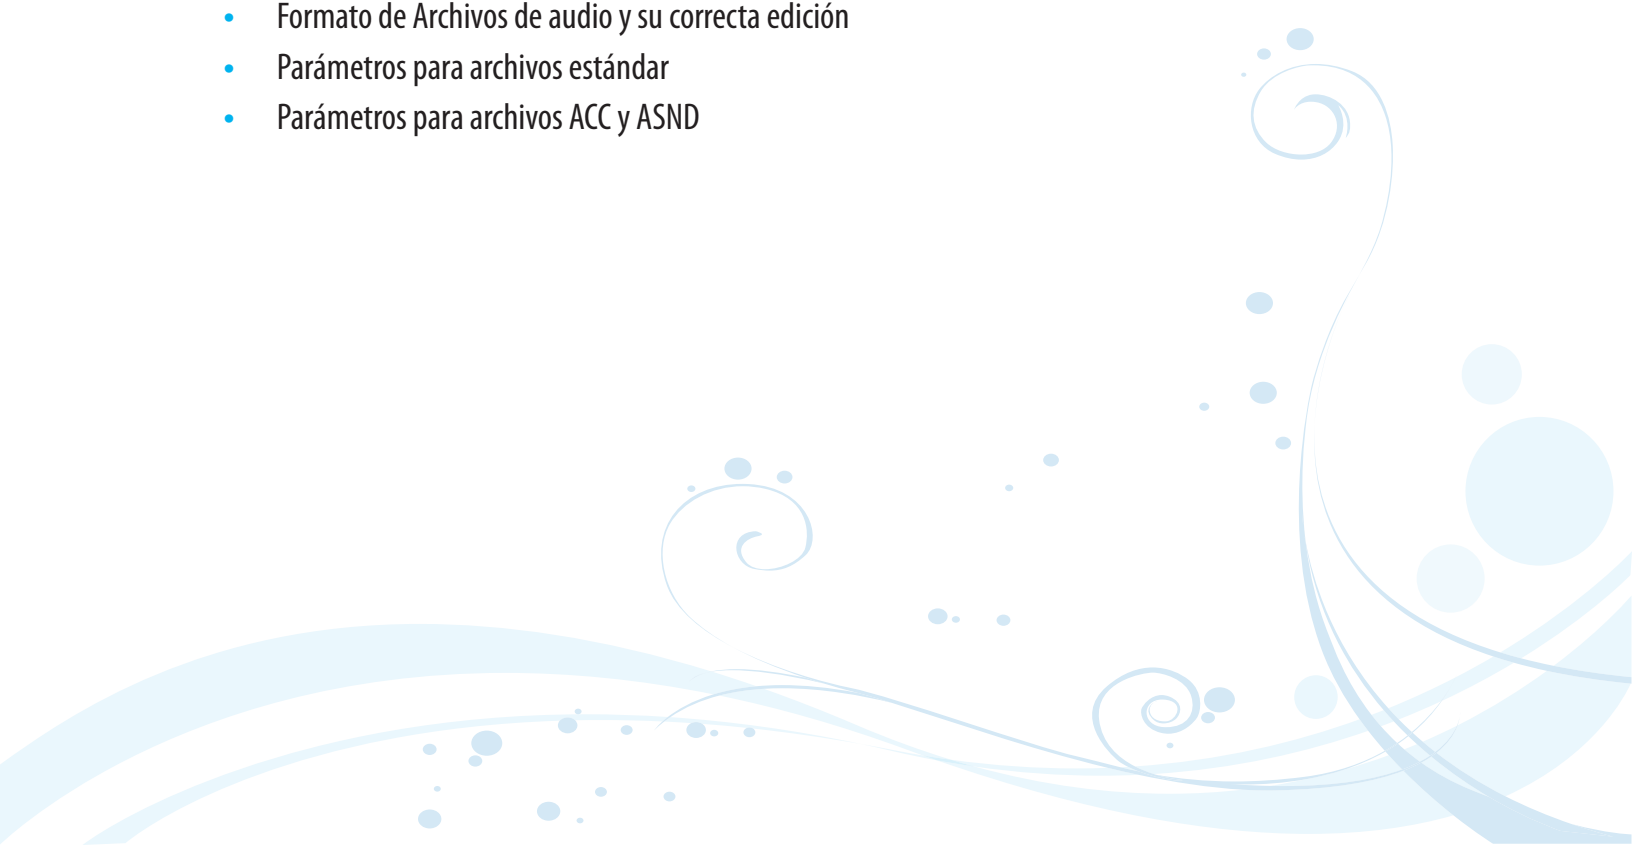 • Formato de Archivos de audio y su correcta edición
• Parámetros para archivos estándar
• Parámetros para archivos ACC y ASND